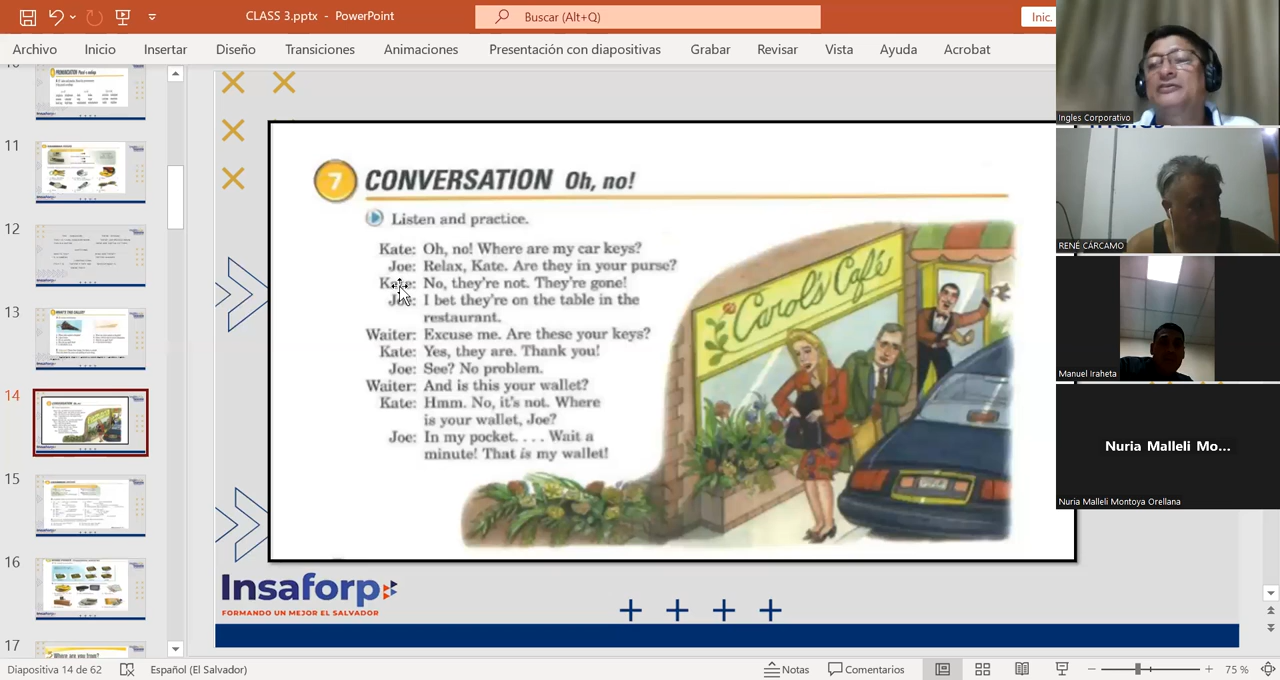 CLASS 3.pptx - PowerPoint
Buscar (Alt+Q)
Inic.
Archivo Inicio Insertar Diseño Transiciones Animaciones Presentación con diapositivas Grabar Revisar Vista Ayuda Acrobat
Ingles Corporativo
RENÉ CÁRCAMO
Manuel Iraheta
Nuria Malleli Mo...
Nuria Malleli Montoya Orellana
11
12
13
14
15
16
17
Where are you from?
7 CONVERSATION Oh, no!
Listen and practice.
Kate: Oh, no! Where are my car keys?
Joe: Relax, Kate. Are they in your purse?
Kate: No, they're not. They're gone!
Joe: I bet they're on the table in the
restaurant.
Waiter: Excuse me. Are these your keys?
Kate: Yes, they are. Thank you!
Joe: See? No problem.
Waiter: And is this your wallet?
Kate: Hmm. No, it's not. Where
is your wallet, Joe?
Joe: In my pocket. . . . Wait a
minute! That is my wallet!
Carol's Café
Insaforp
FORMANDO UN MEJOR EL SALVADOR
Diapositiva 14 de 62
Español (El Salvador)
Notas
Comentarios
75 %